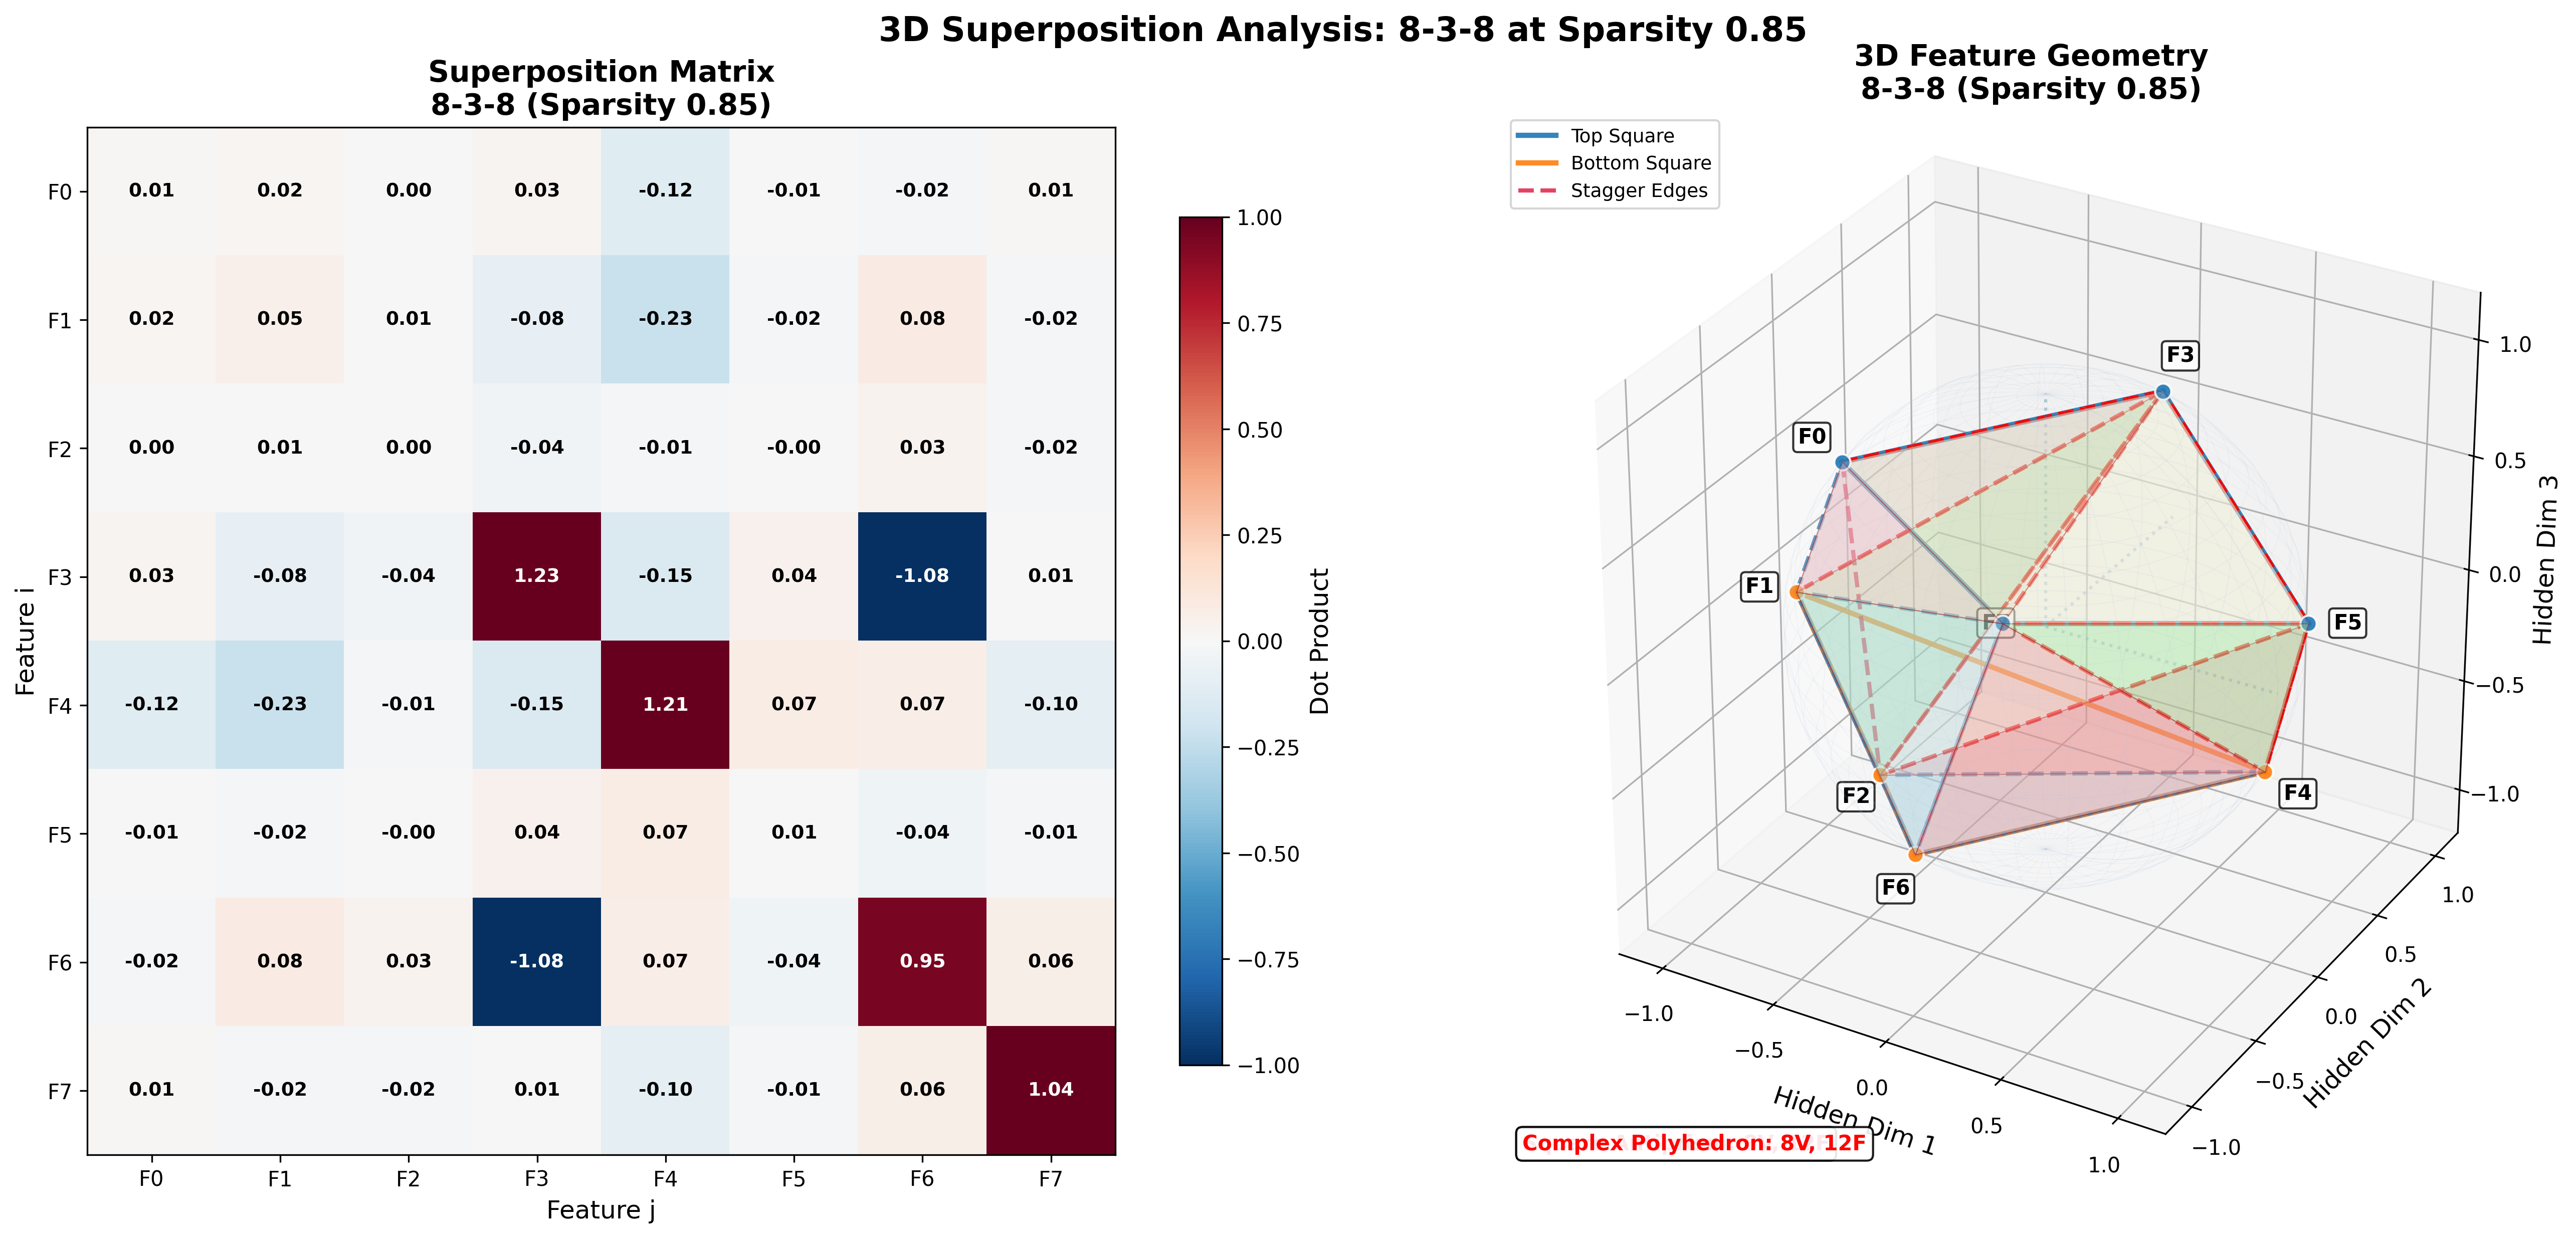 3D Superposition Analysis: 8-3-8 at Sparsity 0.85
Superposition Matrix
8-3-8 (Sparsity 0.85)
F0 0.01 0.02 0.00 0.03 -0.12 -0.01 -0.02 0.01
F1 0.02 0.05 0.01 -0.08 -0.23 -0.02 0.08 -0.02
F2 0.00 0.01 0.00 -0.04 -0.01 -0.00 0.03 -0.02
F3 0.03 -0.08 -0.04 1.23 -0.15 0.04 -1.08 0.01
F4 -0.12 -0.23 -0.01 -0.15 1.21 0.07 0.07 -0.10
F5 -0.01 -0.02 -0.00 0.04 0.07 0.01 -0.04 -0.01
F6 -0.02 0.08 0.03 -1.08 0.07 -0.04 0.95 0.06
F7 0.01 -0.02 -0.02 0.01 -0.10 -0.01 0.06 1.04
F0 F1 F2 F3 F4 F5 F6 F7
Feature j
Feature i
1.00
0.75
0.50
0.25
0.00
−0.25
−0.50
−0.75
−1.00
Dot Product
3D Feature Geometry
8-3-8 (Sparsity 0.85)
Top Square
Bottom Square
Stagger Edges
F3
F0
F1
F5
F2
F4
F6
1.0
0.5
0.0
−0.5
−1.0
Hidden Dim 3
1.0
0.5
0.0
−0.5
−1.0
Hidden Dim 2
−1.0
−0.5
0.0
0.5
1.0
Hidden Dim 1
Complex Polyhedron: 8V, 12F